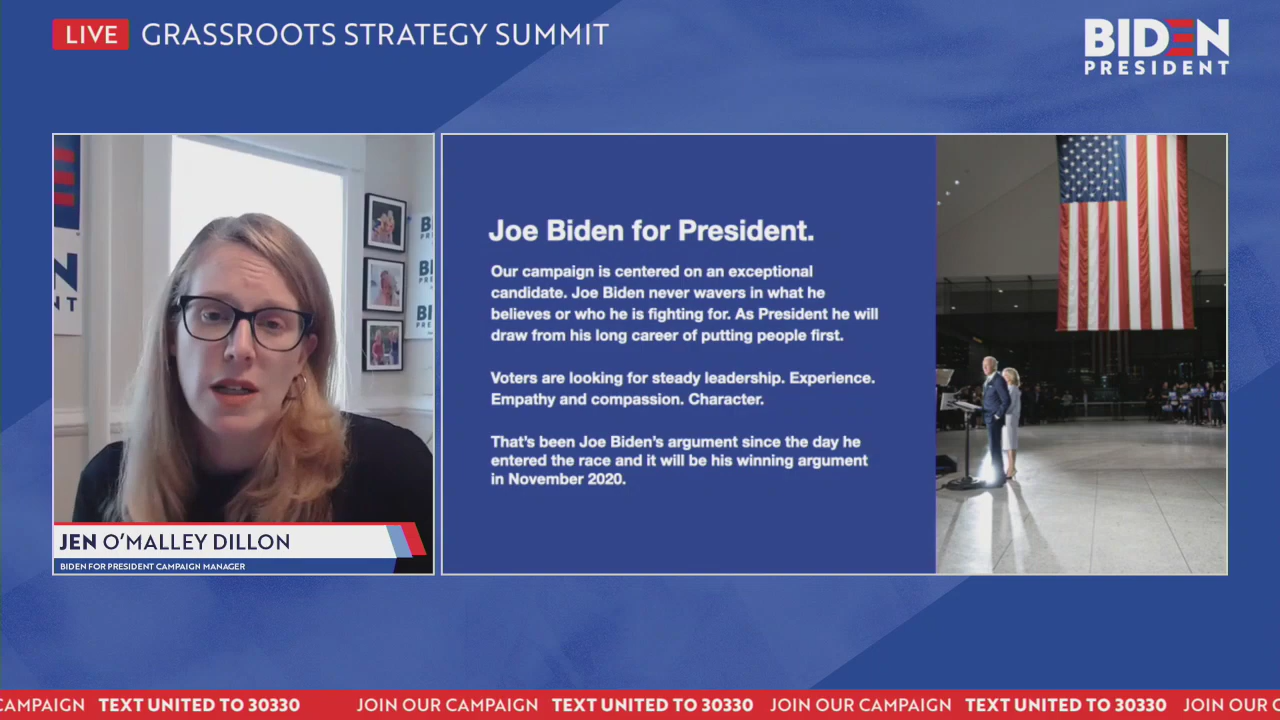 LIVE GRASSROOTS STRATEGY SUMMIT
BIDEN
PRESIDENT
Joe Biden for President.
Our campaign is centered on an exceptional
candidate. Joe Biden never wavers in what he
believes or who he is fighting for. As President he will
draw from his long career of putting people first.
Voters are looking for steady leadership. Experience.
Empathy and compassion. Character.
That's been Joe Biden's argument since the day he
entered the race and it will be his winning argument
in November 2020.
JEN O'MALLEY DILLON
BIDEN FOR PRESIDENT CAMPAIGN MANAGER
CAMPAIGN TEXT UNITED TO 30330 JOIN OUR CAMPAIGN TEXT UNITED TO 30330 JOIN OUR CAMPAIGN TEXT UNITED TO 30330 JOIN OUR